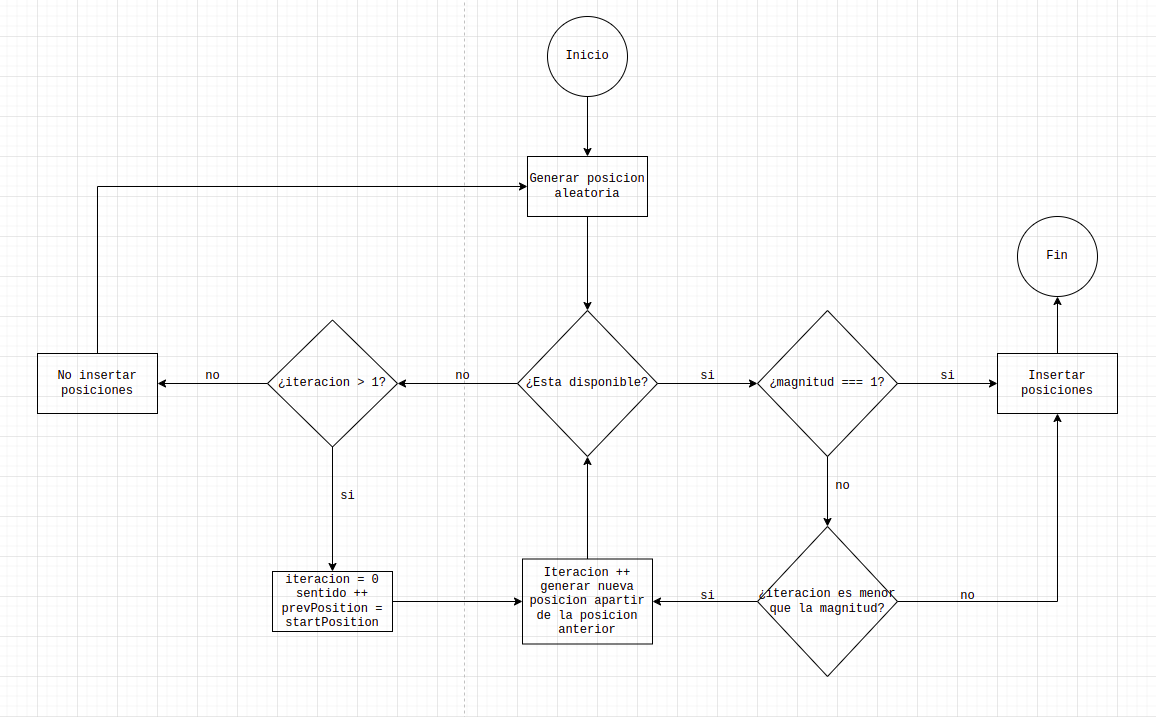 Inicio
Generar posicion
aleatoria
Fin
No insertar
posiciones
no
¿iteracion > 1?
no
¿Esta disponible?
si
¿magnitud === 1?
si
Insertar
posiciones
si
no
iteracion = 0
sentido ++
prevPosition =
startPosition
Iteracion ++
generar nueva
posicion apartir
de la posicion
anterior
si
¿iteracion es menor
que la magnitud?
no